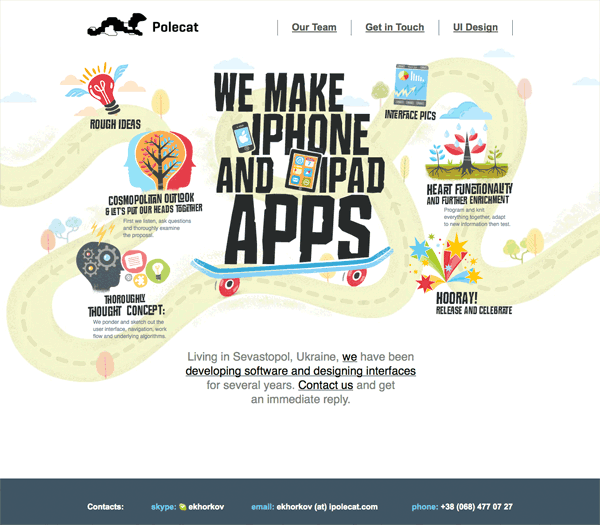 Polecat
Our Team
Get in Touch
UI Design
WE MAKE
IPHONE
AND IPAD
APPS
ROUGH IDEAS
COSMOPOLITAN OUTLOOK
& LET'S PUT OUR HEADS TOGETHER
First we listen, ask questions
and thoroughly examine
the proposal.
THOROUGHLY
THOUGHT CONCEPT:
We ponder and sketch out the
user interface, navigation, work
flow and underlying algorithms.
INTERFACE PICS
HEART FUNCTIONALITY
AND FURTHER ENRICHMENT
Program and knit
everything together, adapt
to new information then test.
HOORAY!
RELEASE AND CELEBRATE
Living in Sevastopol, Ukraine, we have been
developing software and designing interfaces
for several years. Contact us and get
an immediate reply.
Contacts:
skype: ekhorkov
email: ekhorkov (at) ipolecat.com
phone: +38 (068) 477 07 27